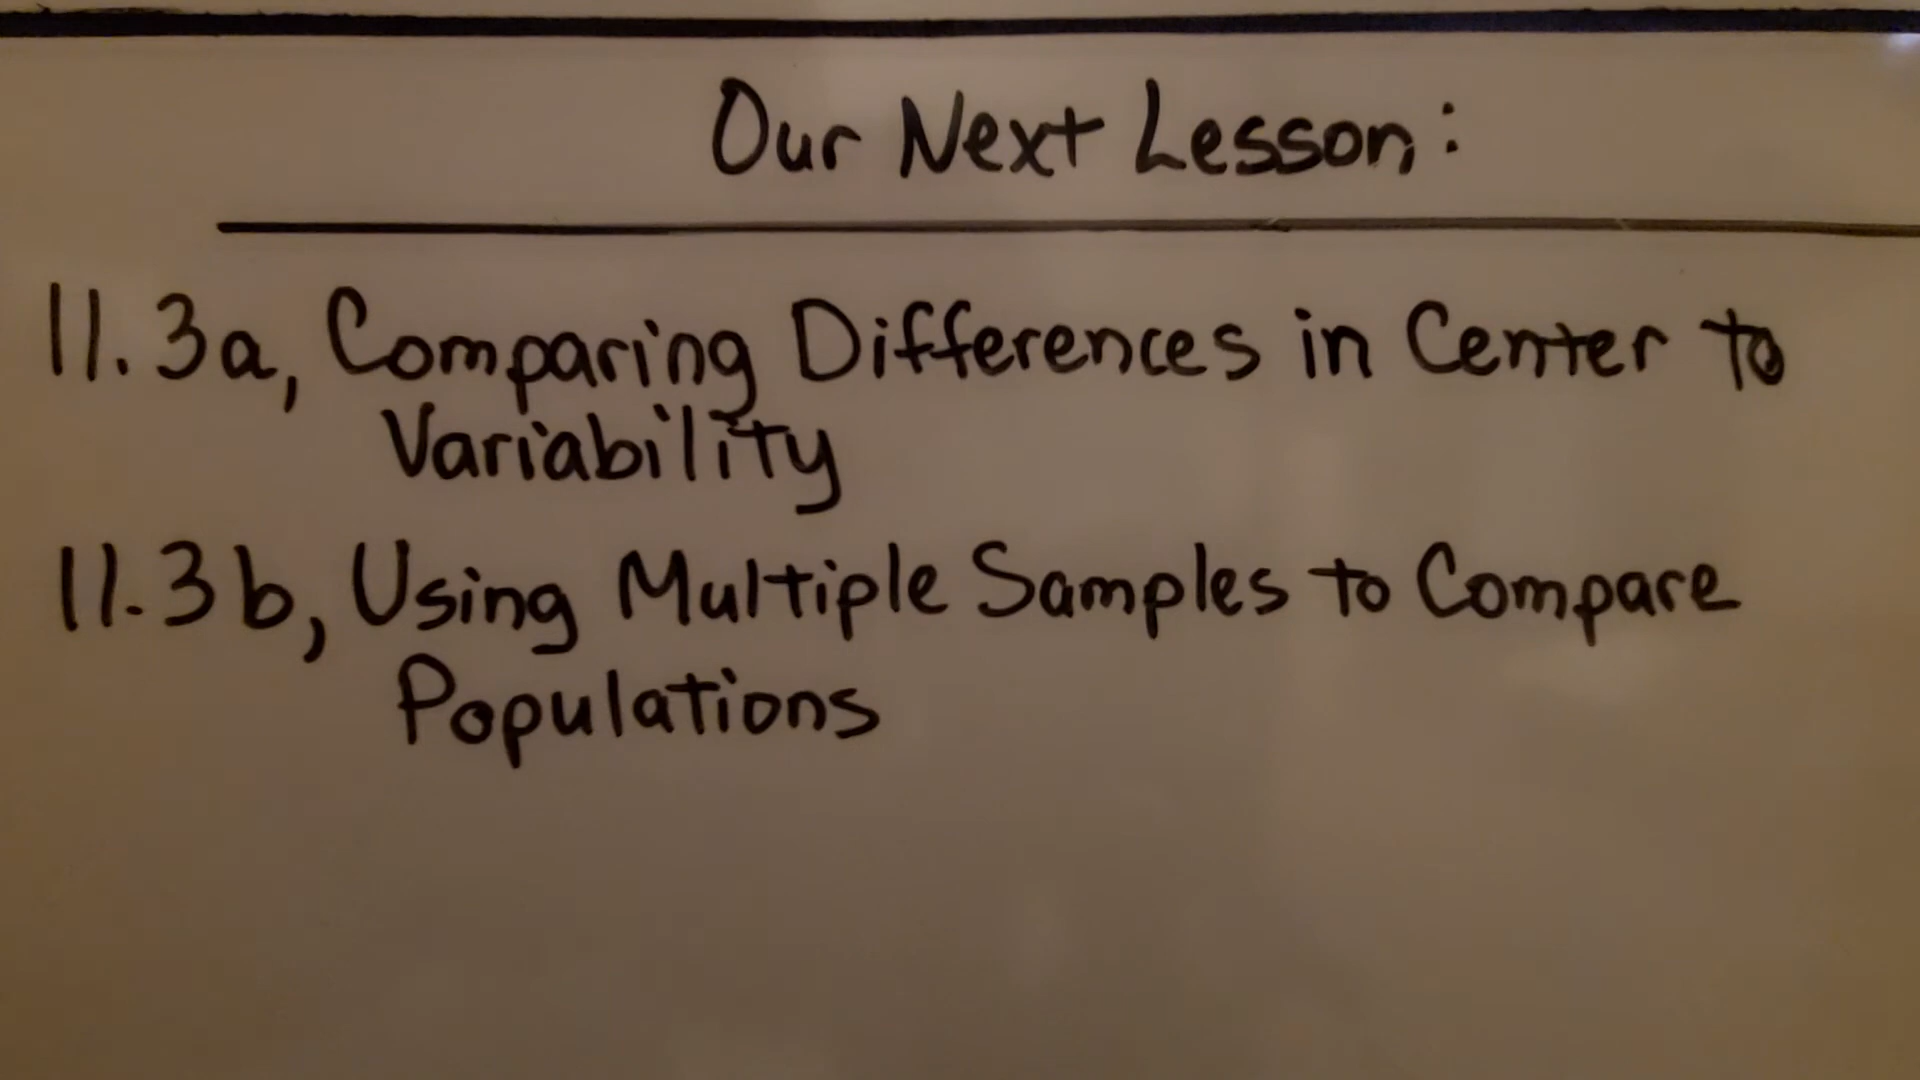 Our Next Lesson:
11.3a, Comparing Differences in Center to
Variability
11.3b, Using Multiple Samples to Compare
Populations